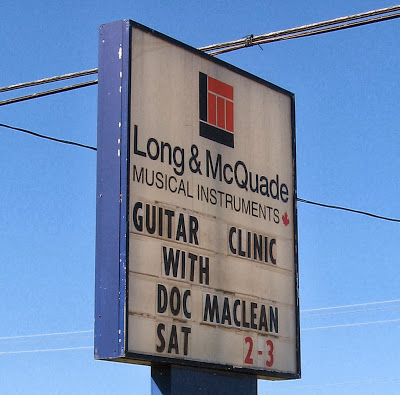 Long & McQuade
MUSICAL INSTRUMENTS
GUITAR CLINIC
WITH
DOC MACLEAN
SAT 2-3